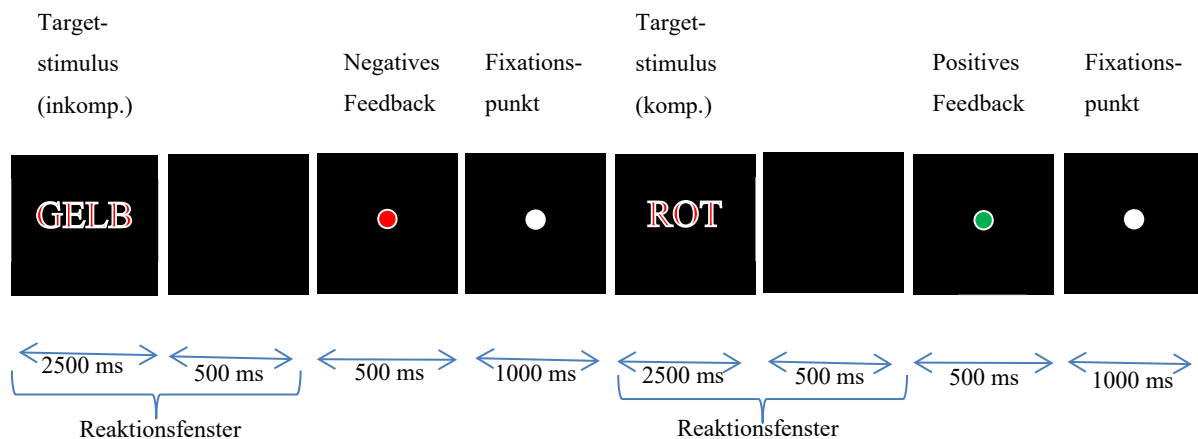 Target-
stimulus
(inkomp.)
Negatives
Feedback
Fixations-
punkt
Target-
stimulus
(komp.)
Positives
Feedback
Fixations-
punkt
GELB
ROT
2500 ms
500 ms
500 ms
1000 ms
2500 ms
500 ms
500 ms
1000 ms
Reaktionsfenster
Reaktionsfenster